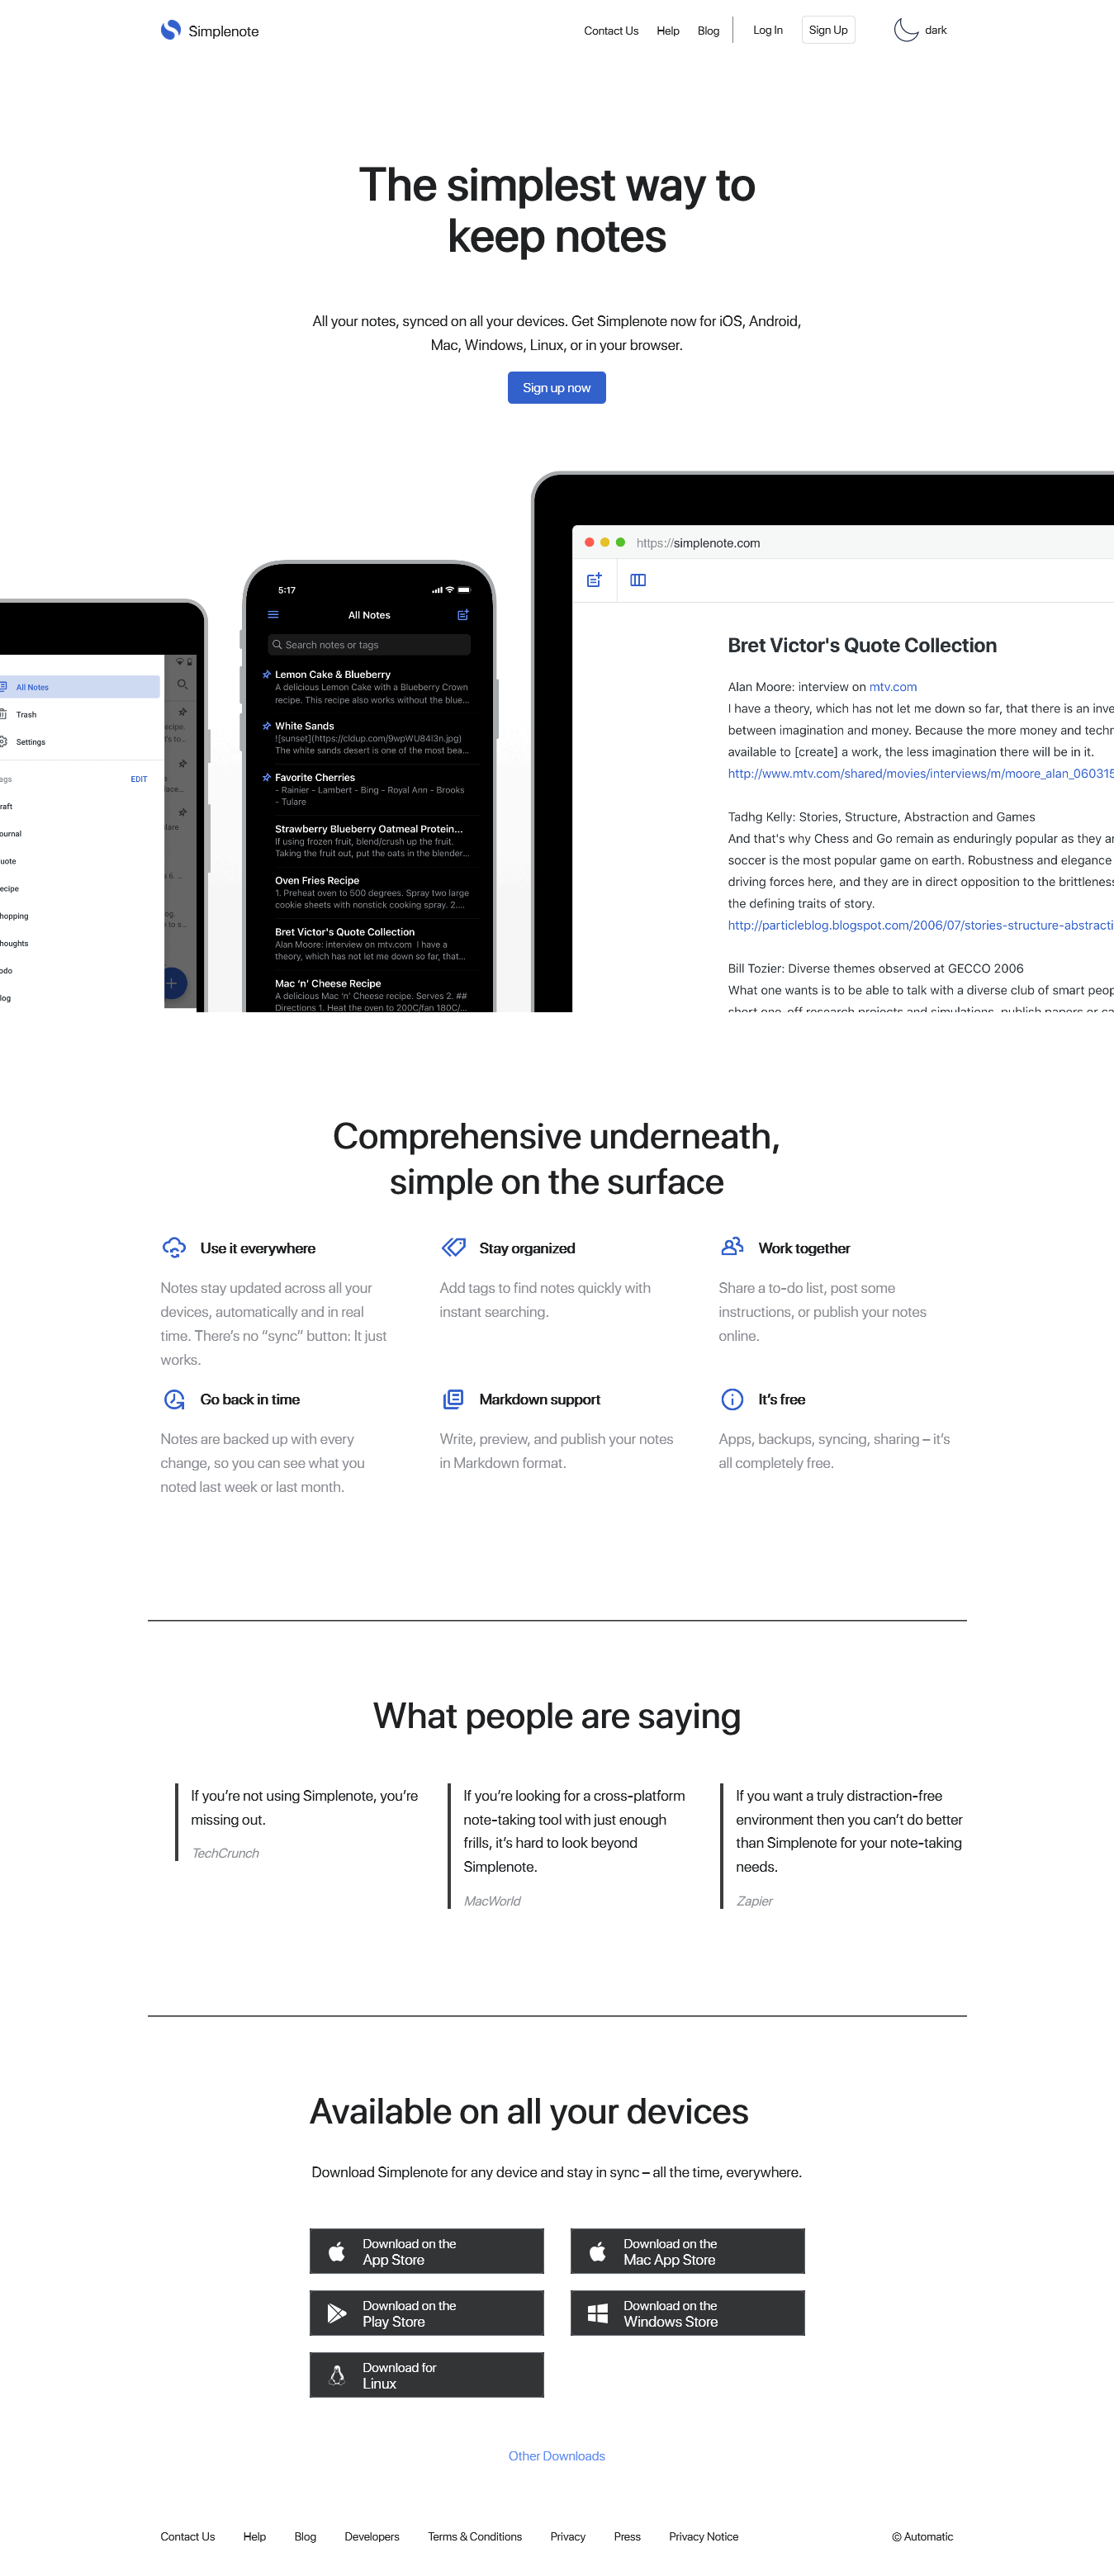 Simplenote
Contact Us
Help
Blog
Log In
Sign Up
dark
The simplest way to
keep notes
All your notes, synced on all your devices. Get Simplenote now for iOS, Android,
Mac, Windows, Linux, or in your browser.
Sign up now
All Notes
Trash
Settings
EDIT
5:17
All Notes
Search notes or tags
Lemon Cake & Blueberry
A delicious Lemon Cake with a Blueberry Crown
recipe. This recipe also works without the blue...
White Sands
![sunset](https://cldup.com/9wpWU84I3n.jpg)
The white sands desert is one of the most bea...
Favorite Cherries
- Rainier - Lambert - Bing - Royal Ann - Brooks
- Tulare
Strawberry Blueberry Oatmeal Protein...
If using frozen fruit, blend/crush up the fruit.
Taking the fruit out, put the oats in the blender...
Oven Fries Recipe
1. Preheat oven to 500 degrees. Spray two large
cookie sheets with nonstick cooking spray. 2....
Bret Victor's Quote Collection
Alan Moore: interview on mtv.com I have a
theory, which has not let me down so far, that...
Mac ‘n’ Cheese Recipe
A delicious Mac ‘n’ Cheese recipe. Serves 2. ##
Directions 1. Heat the oven to 200C/fan 180C/...
https://simplenote.com
Bret Victor's Quote Collection
Alan Moore: interview on mtv.com
I have a theory, which has not let me down so far, that there is an inve
between imagination and money. Because the more money and techn
available to [create] a work, the less imagination there will be in it.
http://www.mtv.com/shared/movies/interviews/m/moore_alan_060315
Tadhg Kelly: Stories, Structure, Abstraction and Games
And that's why Chess and Go remain as enduringly popular as they ar
soccer is the most popular game on earth. Robustness and elegance
driving forces here, and they are in direct opposition to the brittleness
the defining traits of story.
http://particleblog.blogspot.com/2006/07/stories-structure-abstracti
Bill Tozier: Diverse themes observed at GECCO 2006
What one wants is to be able to talk with a diverse club of smart peop
Comprehensive underneath,
simple on the surface
Use it everywhere
Notes stay updated across all your
devices, automatically and in real
time. There’s no “sync” button: It just
works.
Stay organized
Add tags to find notes quickly with
instant searching.
Work together
Share a to-do list, post some
instructions, or publish your notes
online.
Go back in time
Notes are backed up with every
change, so you can see what you
noted last week or last month.
Markdown support
Write, preview, and publish your notes
in Markdown format.
It’s free
Apps, backups, syncing, sharing – it’s
all completely free.
What people are saying
If you’re not using Simplenote, you’re
missing out.
TechCrunch
If you’re looking for a cross-platform
note-taking tool with just enough
frills, it’s hard to look beyond
Simplenote.
MacWorld
If you want a truly distraction-free
environment then you can’t do better
than Simplenote for your note-taking
needs.
Zapier
Available on all your devices
Download Simplenote for any device and stay in sync – all the time, everywhere.
Download on the
App Store
Download on the
Mac App Store
Download on the
Play Store
Download on the
Windows Store
Download for
Linux
Other Downloads
Contact Us
Help
Blog
Developers
Terms & Conditions
Privacy
Press
Privacy Notice
© Automatic